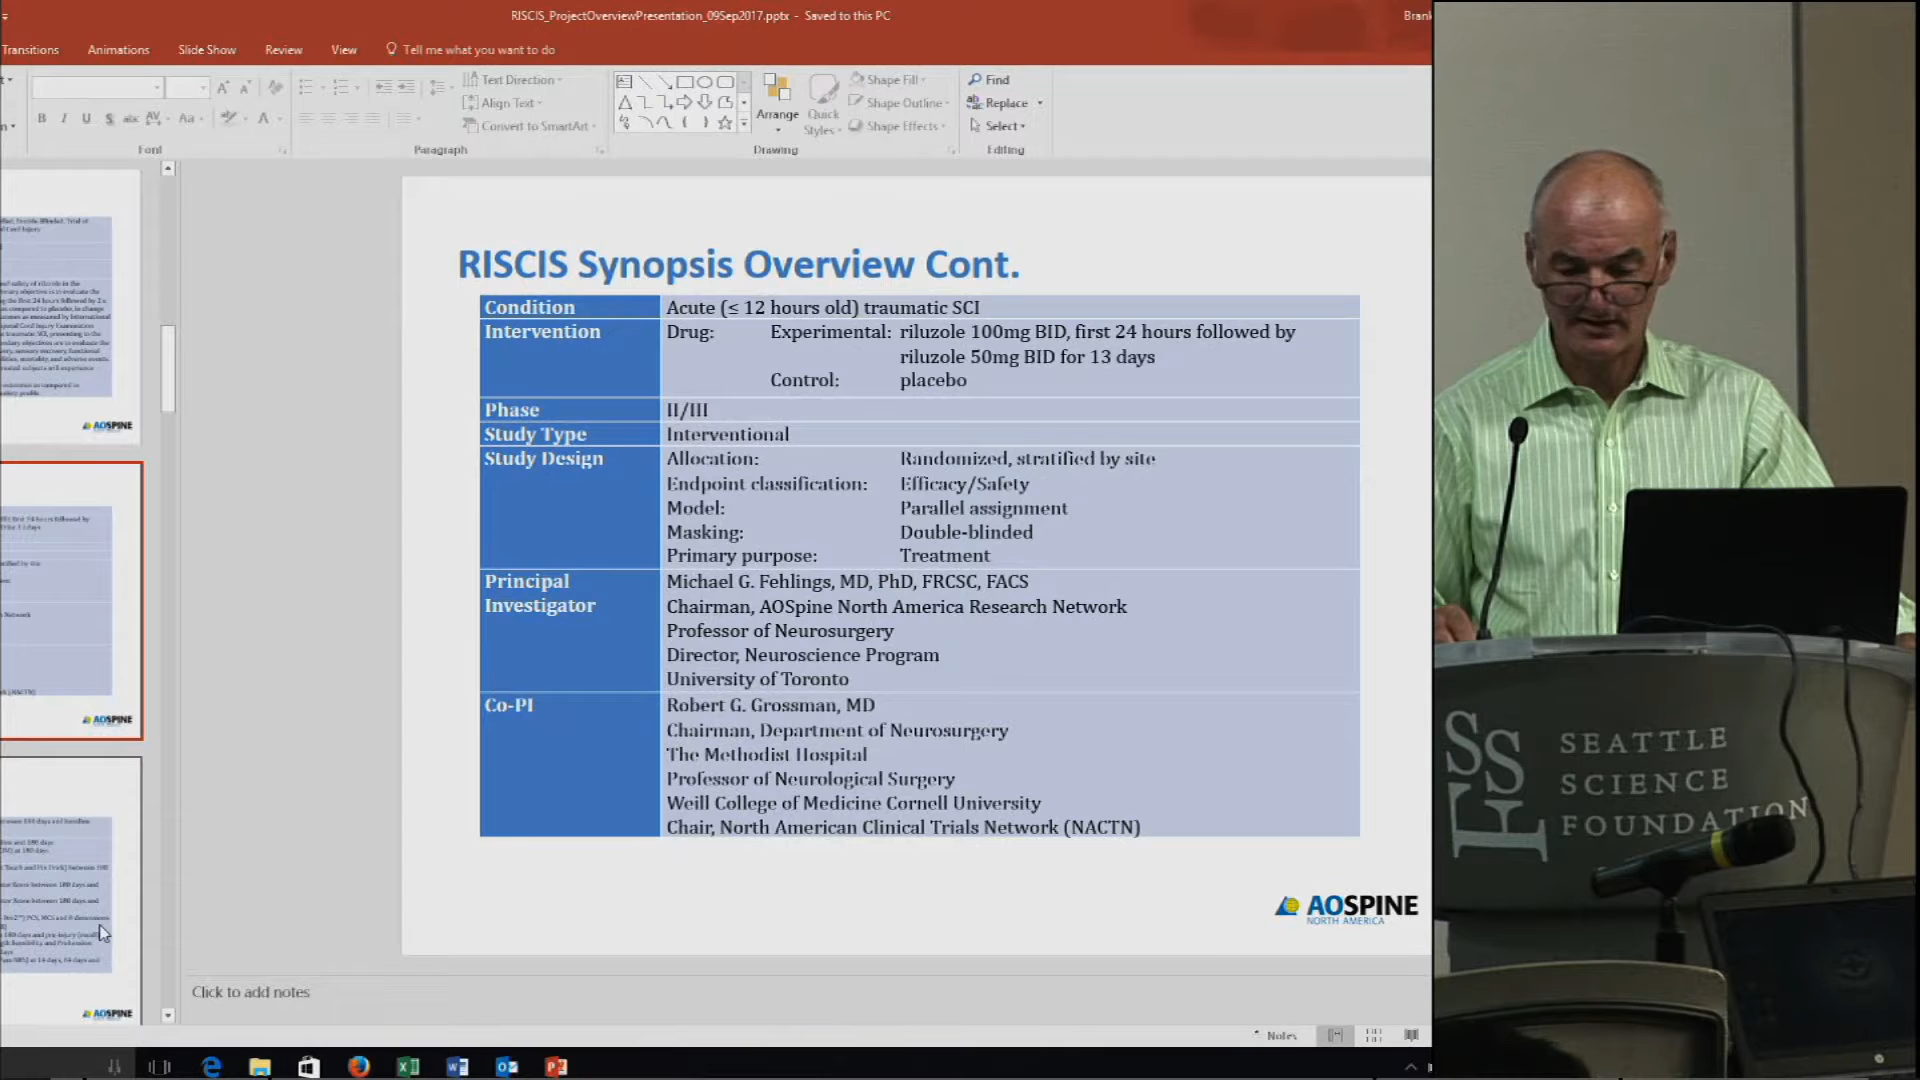 RISCIS_ProjectOverviewPresentation_09Sep2017.pptx - Saved to this PC
Brank
Transitions Animations Slide Show Review View Tell me what you want to do
Text Direction
Align Text
Convert to SmartArt
Arrange
Quick Styles
Shape Fill
Shape Outline
Shape Effects
Find
Replace
Select
Font Paragraph Drawing Editing
RISCIS Synopsis Overview Cont.
Condition Acute (≤ 12 hours old) traumatic SCI
Intervention Drug: Experimental: riluzole 100mg BID, first 24 hours followed by
riluzole 50mg BID for 13 days
Control: placebo
Phase II/III
Study Type Interventional
Study Design Allocation: Randomized, stratified by site
Endpoint classification: Efficacy/Safety
Model: Parallel assignment
Masking: Double-blinded
Primary purpose: Treatment
Principal Michael G. Fehlings, MD, PhD, FRCSC, FACS
Investigator Chairman, AOSpine North America Research Network
Professor of Neurosurgery
Director, Neuroscience Program
University of Toronto
Co-PI Robert G. Grossman, MD
Chairman, Department of Neurosurgery
The Methodist Hospital
Professor of Neurological Surgery
Weill College of Medicine Cornell University
Chair, North American Clinical Trials Network (NACTN)
AOSPINE
NORTH AMERICA
Click to add notes
Notes
AOSPINE
AOSPINE
AOSPINE
SSF
SEATTLE
SCIENCE
FOUNDATION